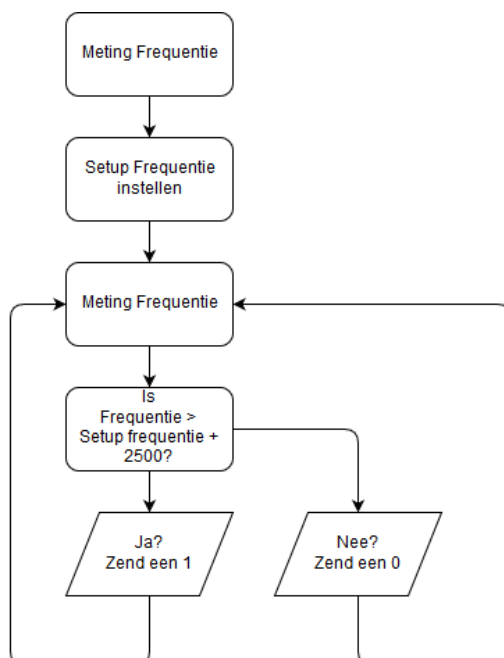 Meting Frequentie
Setup Frequentie
instellen
Meting Frequentie
Is
Frequentie >
Setup frequentie +
2500?
Ja?
Zend een 1
Nee?
Zend een 0